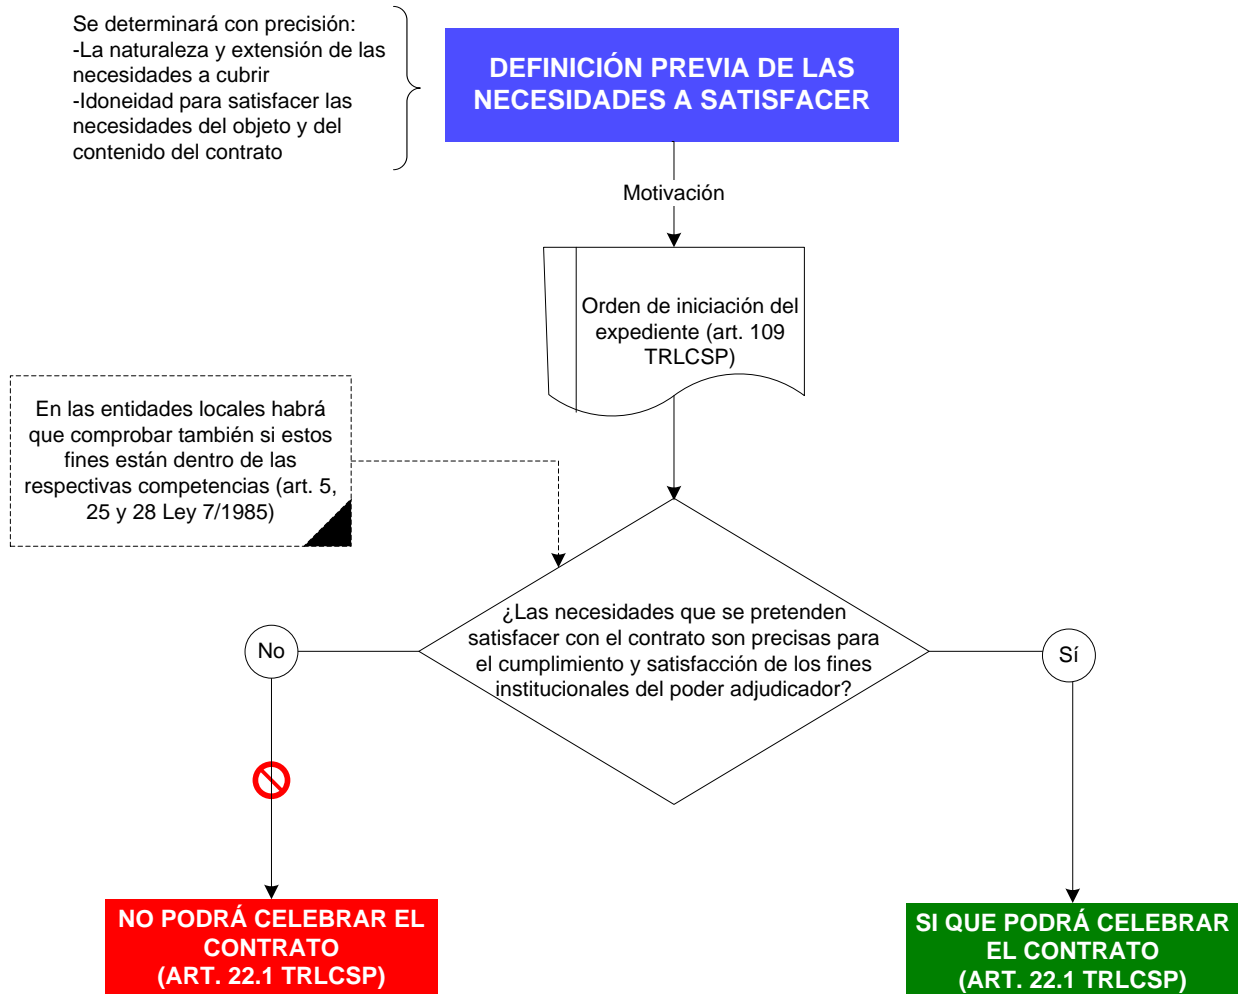 Se determinará con precisión:
-La naturaleza y extensión de las
necesidades a cubrir
-Idoneidad para satisfacer las
necesidades del objeto y del
contenido del contrato
DEFINICIÓN PREVIA DE LAS
NECESIDADES A SATISFACER
Motivación
Orden de iniciación del
expediente (art. 109
TRLCSP)
En las entidades locales habrá
que comprobar también si estos
fines están dentro de las
respectivas competencias (art. 5,
25 y 28 Ley 7/1985)
¿Las necesidades que se pretenden
satisfacer con el contrato son precisas para
el cumplimiento y satisfacción de los fines
institucionales del poder adjudicador?
No
Sí
NO PODRÁ CELEBRAR EL
CONTRATO
(ART. 22.1 TRLCSP)
SI QUE PODRÁ CELEBRAR
EL CONTRATO
(ART. 22.1 TRLCSP)